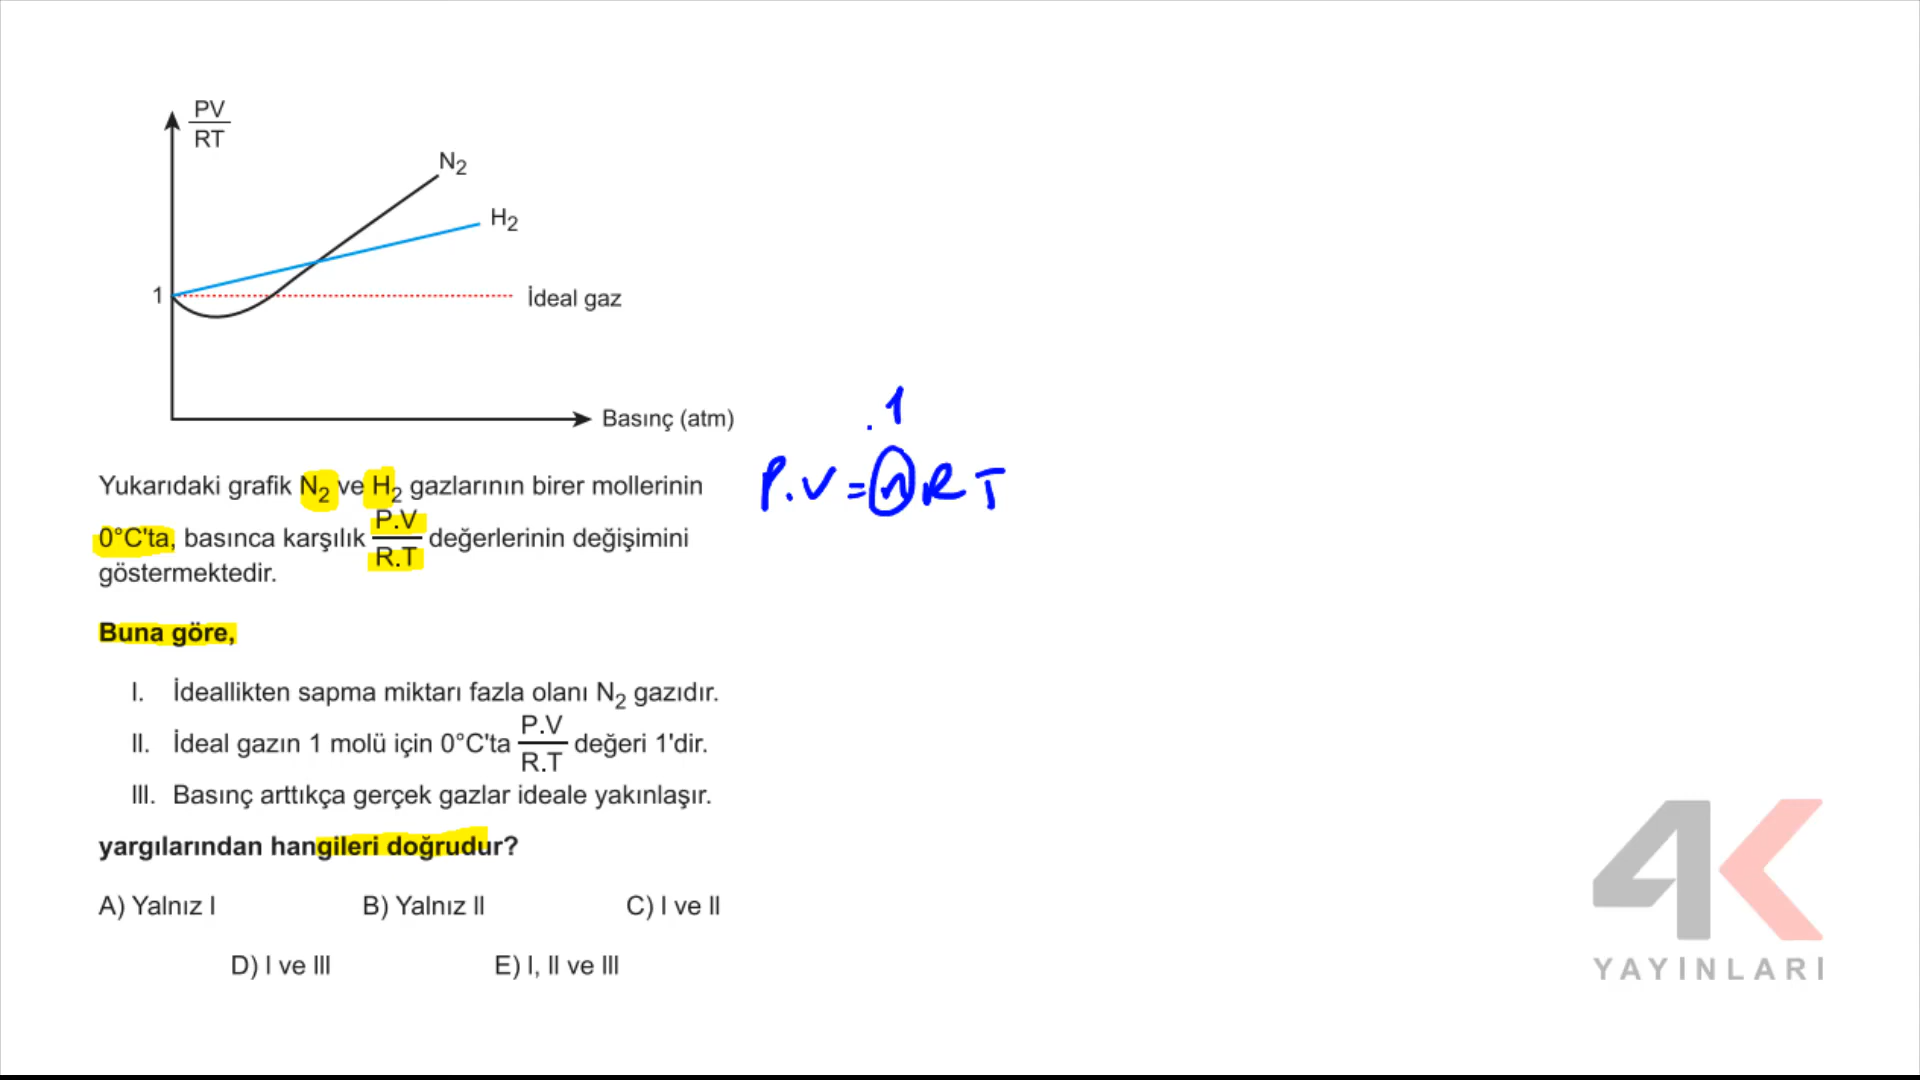 PV
RT
N2
H2
1
İdeal gaz
Basınç (atm)
1
P.V = n R T
Yukarıdaki grafik N2 ve H2 gazlarının birer mollerinin
0°C'ta, basınca karşılık P.V/R.T değerlerinin değişimini
göstermektedir.
Buna göre,
I. İdeallikten sapma miktarı fazla olanı N2 gazıdır.
II. İdeal gazın 1 molü için 0°C'ta P.V/R.T değeri 1'dir.
III. Basınç arttıkça gerçek gazlar ideale yakınlaşır.
yargılarından hangileri doğrudur?
A) Yalnız I B) Yalnız II C) I ve II
D) I ve III E) I, II ve III
4K
YAYINLARI